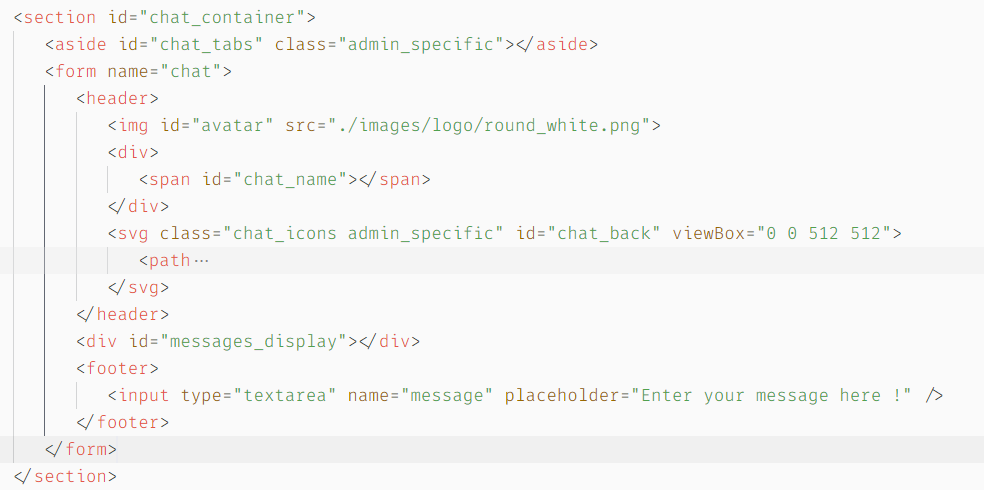 <section id="chat_container">
<aside id="chat_tabs" class="admin_specific"></aside>
<form name="chat">
<header>
<img id="avatar" src="./images/logo/round_white.png">
<div>
<span id="chat_name"></span>
</div>
<svg class="chat_icons admin_specific" id="chat_back" viewBox="0 0 512 512">
<path···
</svg>
</header>
<div id="messages_display"></div>
<footer>
<input type="textarea" name="message" placeholder="Enter your message here !" />
</footer>
</form>
</section>